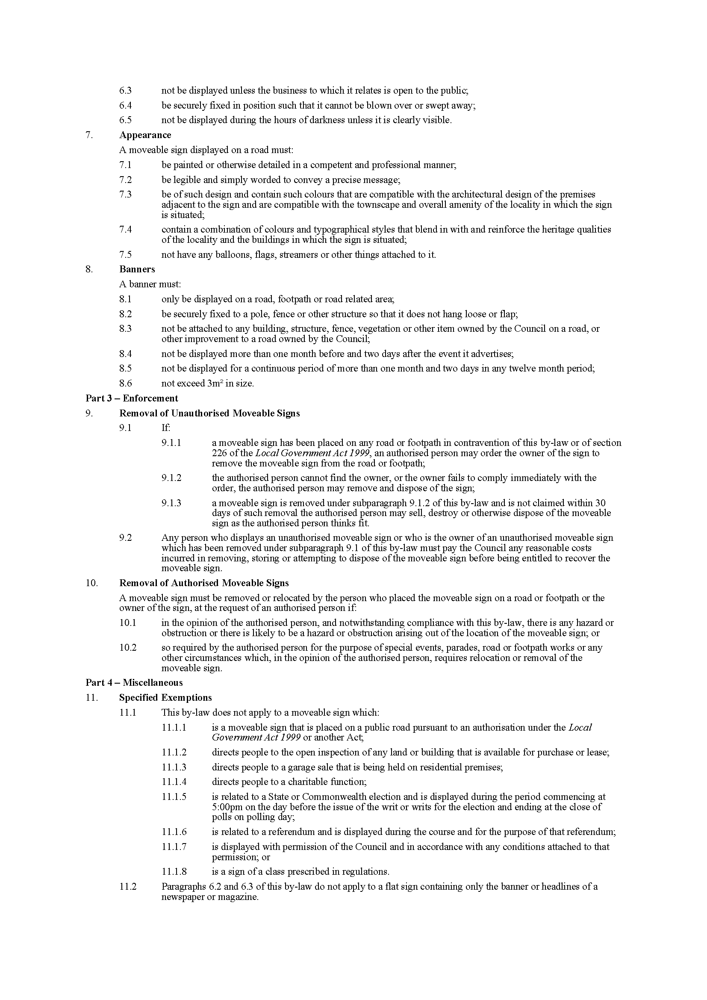 6.3 not be displayed unless the business to which it relates is open to the public;
6.4 be securely fixed in position such that it cannot be blown over or swept away;
6.5 not be displayed during the hours of darkness unless it is clearly visible.
7. Appearance
A moveable sign displayed on a road must:
7.1 be painted or otherwise detailed in a competent and professional manner;
7.2 be legible and simply worded to convey a precise message;
7.3 be of such design and contain such colours that are compatible with the architectural design of the premises
adjacent to the sign and are compatible with the townscape and overall amenity of the locality in which the sign
is situated;
7.4 contain a combination of colours and typographical styles that blend in with and reinforce the heritage qualities
of the locality and the buildings in which the sign is situated;
7.5 not have any balloons, flags, streamers or other things attached to it.
8. Banners
A banner must:
8.1 only be displayed on a road, footpath or road related area;
8.2 be securely fixed to a pole, fence or other structure so that it does not hang loose or flap;
8.3 not be attached to any building, structure, fence, vegetation or other item owned by the Council on a road, or
other improvement to a road owned by the Council;
8.4 not be displayed more than one month before and two days after the event it advertises;
8.5 not be displayed for a continuous period of more than one month and two days in any twelve month period;
8.6 not exceed 3m² in size.
Part 3 – Enforcement
9. Removal of Unauthorised Moveable Signs
9.1 If:
9.1.1 a moveable sign has been placed on any road or footpath in contravention of this by-law or of section
226 of the Local Government Act 1999, an authorised person may order the owner of the sign to
remove the moveable sign from the road or footpath;
9.1.2 the authorised person cannot find the owner, or the owner fails to comply immediately with the
order, the authorised person may remove and dispose of the sign;
9.1.3 a moveable sign is removed under subparagraph 9.1.2 of this by-law and is not claimed within 30
days of such removal the authorised person may sell, destroy or otherwise dispose of the moveable
sign as the authorised person thinks fit.
9.2 Any person who displays an unauthorised moveable sign or who is the owner of an unauthorised moveable sign
which has been removed under subparagraph 9.1 of this by-law must pay the Council any reasonable costs
incurred in removing, storing or attempting to dispose of the moveable sign before being entitled to recover the
moveable sign.
10. Removal of Authorised Moveable Signs
A moveable sign must be removed or relocated by the person who placed the moveable sign on a road or footpath or the
owner of the sign, at the request of an authorised person if:
10.1 in the opinion of the authorised person, and notwithstanding compliance with this by-law, there is any hazard or
obstruction or there is likely to be a hazard or obstruction arising out of the location of the moveable sign; or
10.2 so required by the authorised person for the purpose of special events, parades, road or footpath works or any
other circumstances which, in the opinion of the authorised person, requires relocation or removal of the
moveable sign.
Part 4 – Miscellaneous
11. Specified Exemptions
11.1 This by-law does not apply to a moveable sign which:
11.1.1 is a moveable sign that is placed on a public road pursuant to an authorisation under the Local
Government Act 1999 or another Act;
11.1.2 directs people to the open inspection of any land or building that is available for purchase or lease;
11.1.3 directs people to a garage sale that is being held on residential premises;
11.1.4 directs people to a charitable function;
11.1.5 is related to a State or Commonwealth election and is displayed during the period commencing at
5:00pm on the day before the issue of the writ or writs for the election and ending at the close of
polls on polling day;
11.1.6 is related to a referendum and is displayed during the course and for the purpose of that referendum;
11.1.7 is displayed with permission of the Council and in accordance with any conditions attached to that
permission; or
11.1.8 is a sign of a class prescribed in regulations.
11.2 Paragraphs 6.2 and 6.3 of this by-law do not apply to a flat sign containing only the banner or headlines of a
newspaper or magazine.